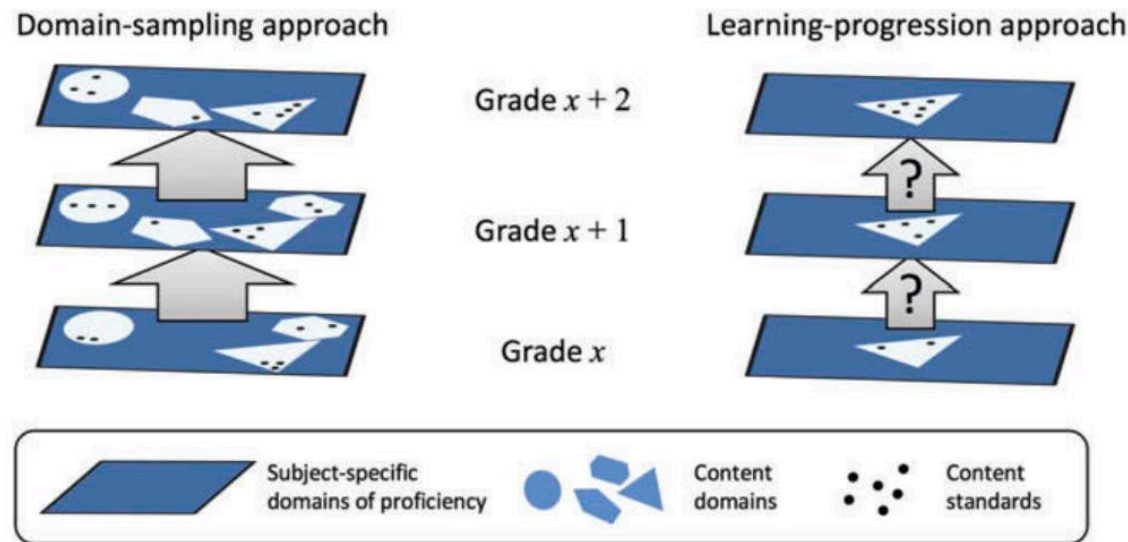 Domain-sampling approach
Learning-progression approach
Grade x + 2
?
Grade x + 1
?
Grade x
Subject-specific
domains of proficiency
Content
domains
Content
standards